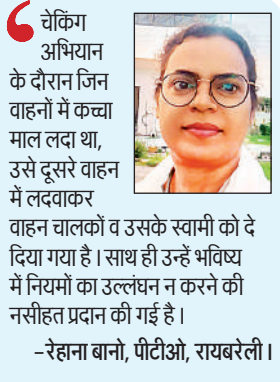 चेकिंग
अभियान
के दौरान जिन
वाहनों में कच्चा
माल लदा था,
उसे दूसरे वाहन
में लदवाकर
वाहन चालकों व उसके स्वामी को दे
दिया गया है। साथ ही उन्हें भविष्य
में नियमों का उल्लंघन न करने की
नसीहत प्रदान की गई है।
-रेहाना बानो, पीटीओ, रायबरेली।